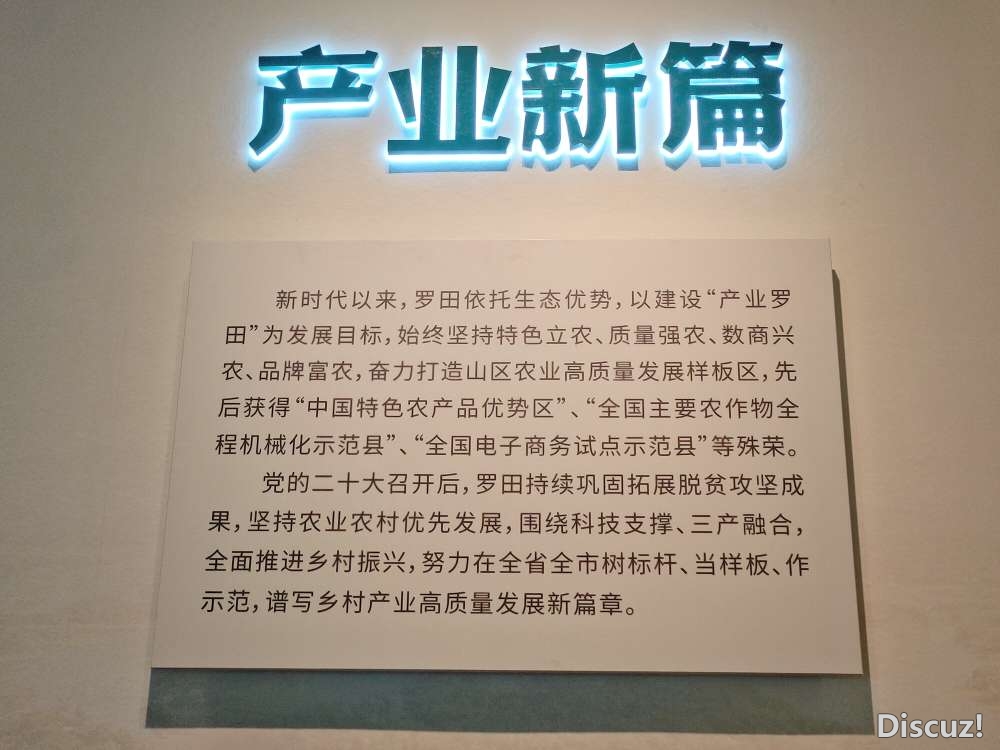 产业新篇
新时代以来，罗田依托生态优势，以建设“产业罗
田”为发展目标，始终坚持特色立农、质量强农、数商兴
农、品牌富农，奋力打造山区农业高质量发展样板区，先
后获得“中国特色农产品优势区”、“全国主要农作物全
程机械化示范县”、“全国电子商务试点示范县”等殊荣。
党的二十大召开后，罗田持续巩固拓展脱贫攻坚成
果，坚持农业农村优先发展，围绕科技支撑、三产融合，
全面推进乡村振兴，努力在全省全市树标杆、当样板、作
示范，谱写乡村产业高质量发展新篇章。
Discuz!